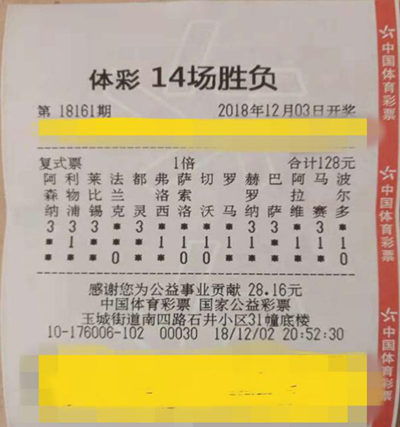 体彩 14场胜负
第 18161期 2018年12月03日开奖
复式票 1倍 合计128元
阿 利 莱 法 都 弗 萨 切 罗 赫 巴 阿 马 波
森 物 比 兰 洛 索 罗 拉 尔
纳 浦 锡 克 灵 西 洛 沃 马 纳 萨 维 赛 多
感谢您为公益事业贡献 28.16元
中国体育彩票 国家公益彩票
玉城街道南四路石井小区31幢底楼
10-176006-102 00030 18/12/02 20:52:30
中国体育彩票
中国体育彩票